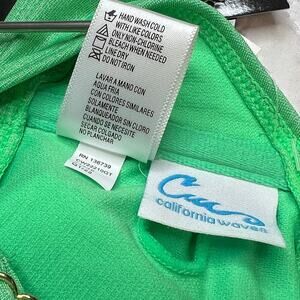 HAND WASH COLD
WITH LIKE COLORS
ONLY NON-CHLORINE
BLEACH WHEN NEEDED
LINE DRY
DO NOT IRON
LAVAR A MANO CON
AGUA FRIA
CON COLORES SIMILARES
SOLAMENTE
BLANQUEADOR SIN CLORO
CUANDO SE NECESITE
SECAR COLGADO
NO PLANCHAR
RN 136739
california waves